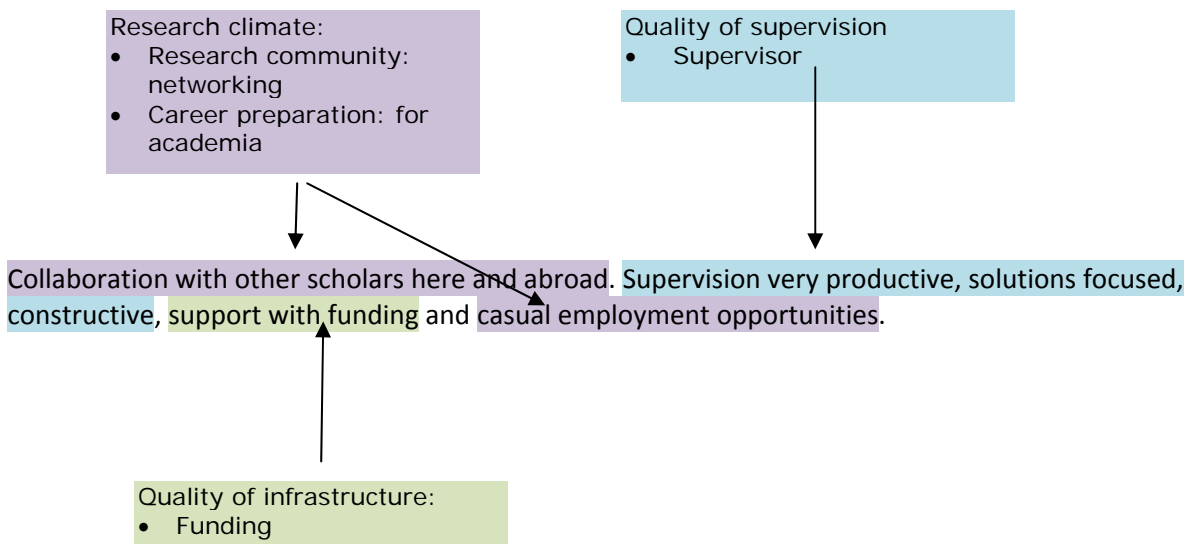 Research climate:
• Research community:
networking
• Career preparation: for
academia
Quality of supervision
• Supervisor
Collaboration with other scholars here and abroad. Supervision very productive, solutions focused,
constructive, support with funding and casual employment opportunities.
Quality of infrastructure:
• Funding